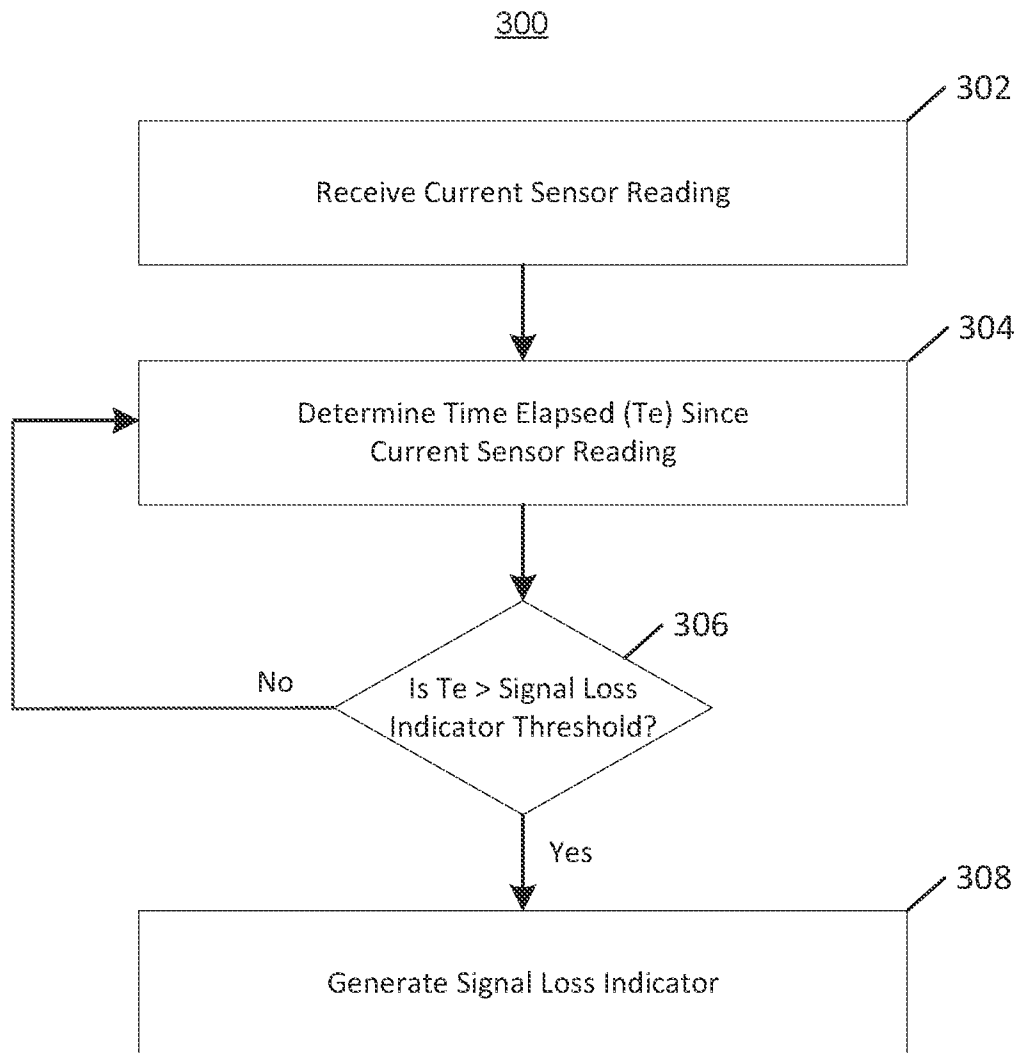 300
302
Receive Current Sensor Reading
304
Determine Time Elapsed (Te) Since
Current Sensor Reading
306
Is Te > Signal Loss
Indicator Threshold?
No
Yes
308
Generate Signal Loss Indicator